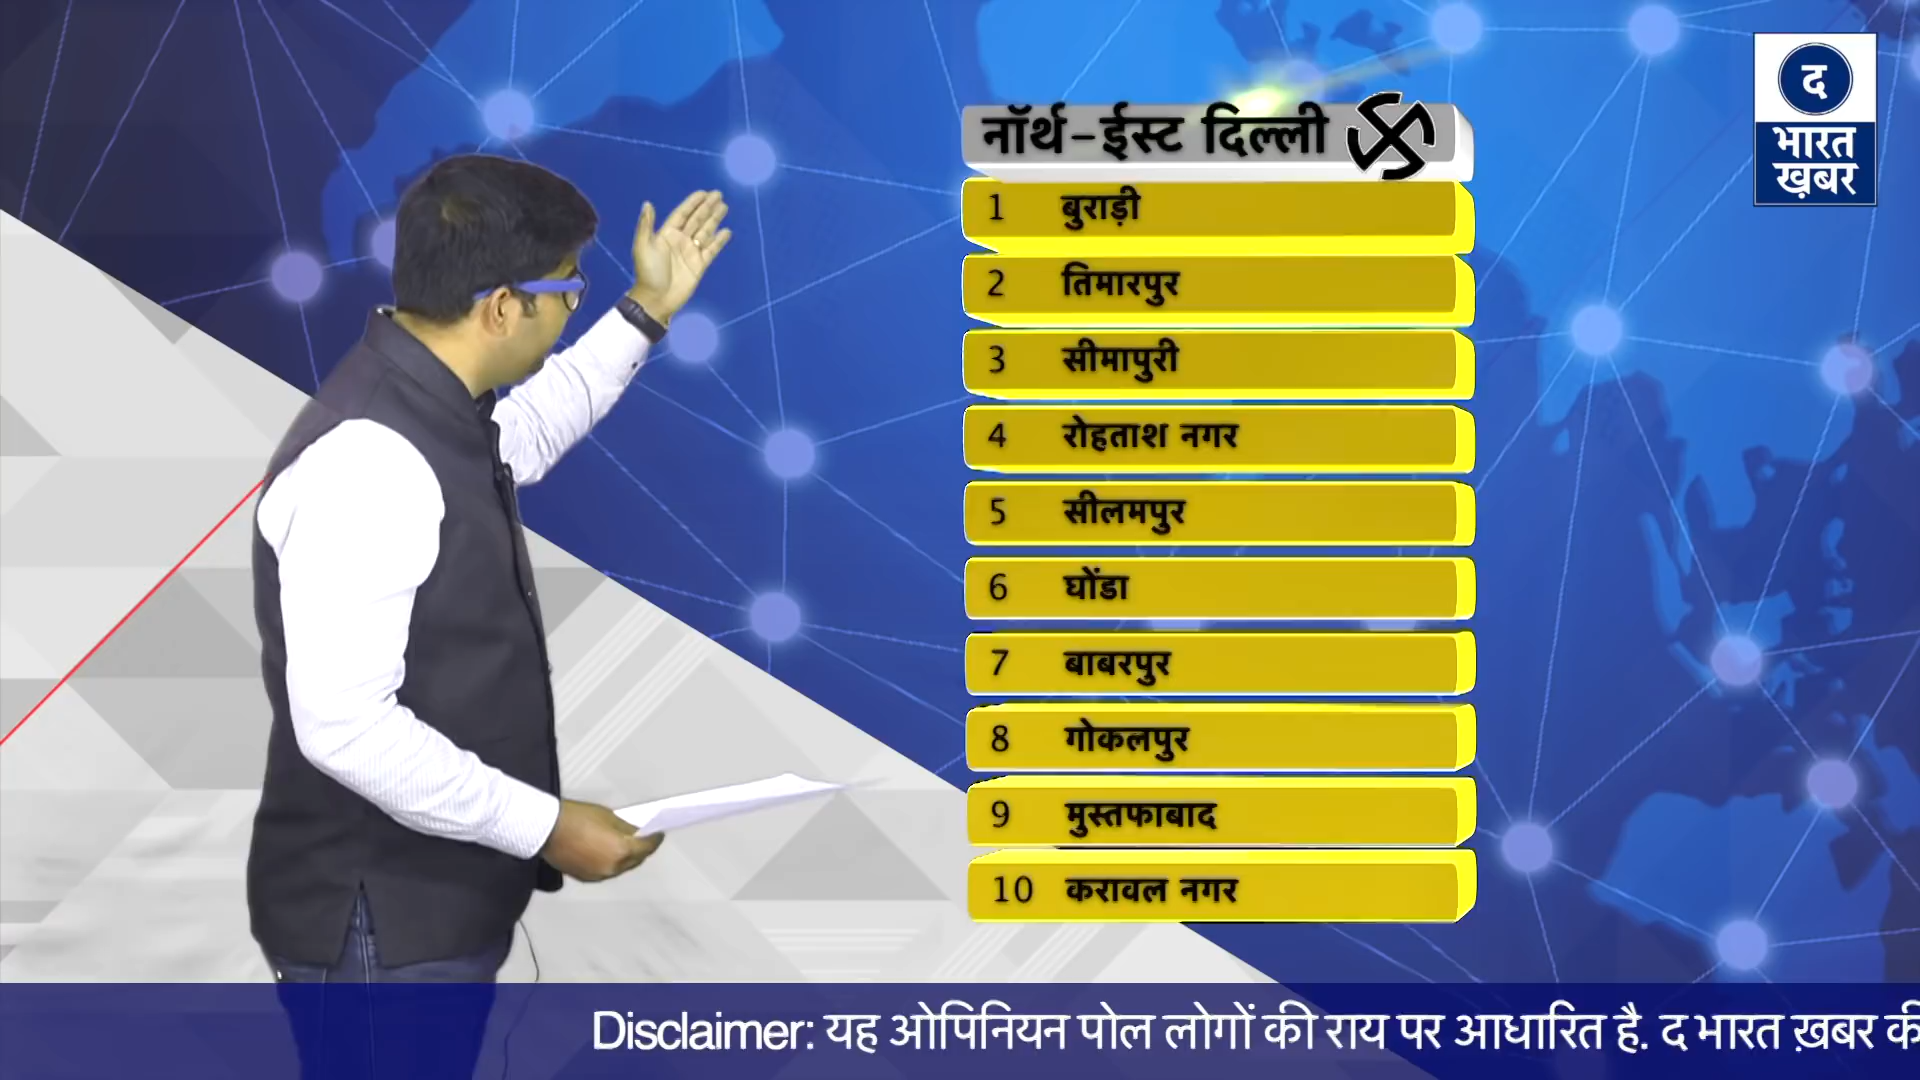 नॉर्थ-ईस्ट दिल्ली
1 बुराड़ी
2 तिमारपुर
3 सीमापुरी
4 रोहताश नगर
5 सीलमपुर
6 घोंडा
7 बाबरपुर
8 गोकलपुर
9 मुस्तफाबाद
10 करावल नगर
द
भारत
ख़बर
Disclaimer: यह ओपिनियन पोल लोगों की राय पर आधारित है. द भारत ख़बर की